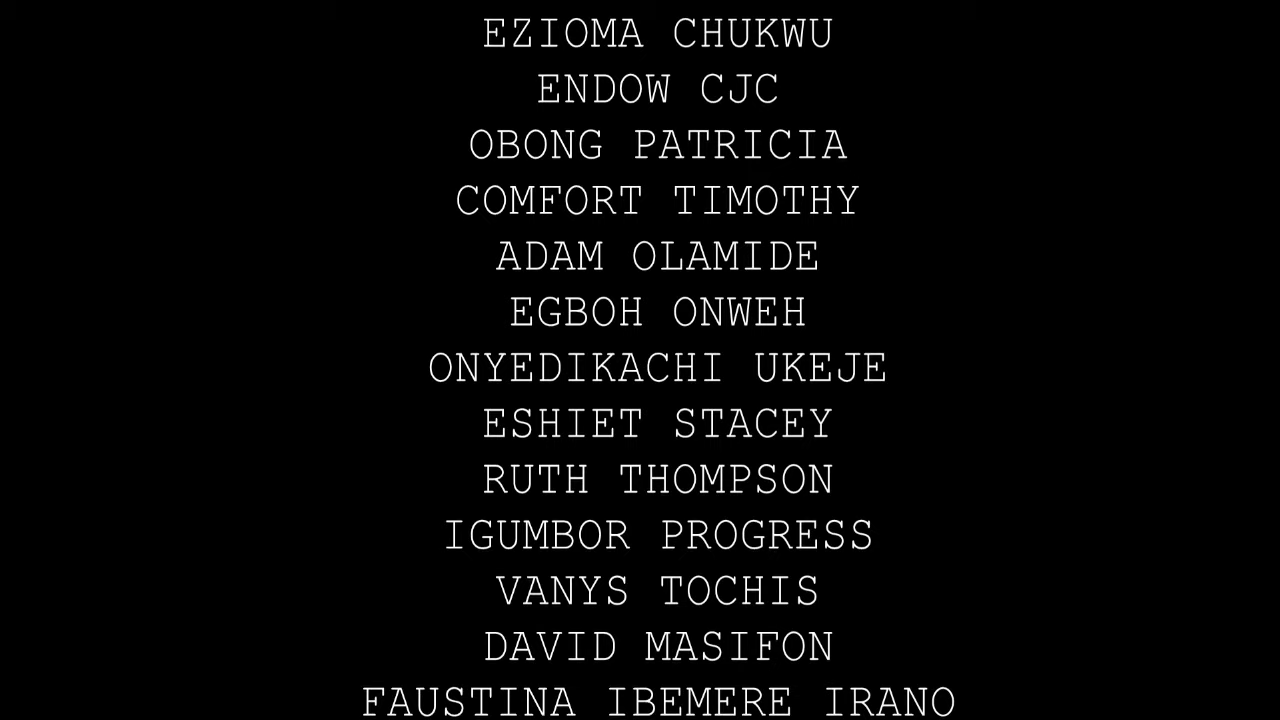 EZIOMA CHUKWU
ENDOW CJC
OBONG PATRICIA
COMFORT TIMOTHY
ADAM OLAMIDE
EGBOH ONWEH
ONYEDIKACHI UKEJE
ESHIET STACEY
RUTH THOMPSON
IGUMBOR PROGRESS
VANYS TOCHIS
DAVID MASIFON
FAUSTINA IBEMERE IRANO